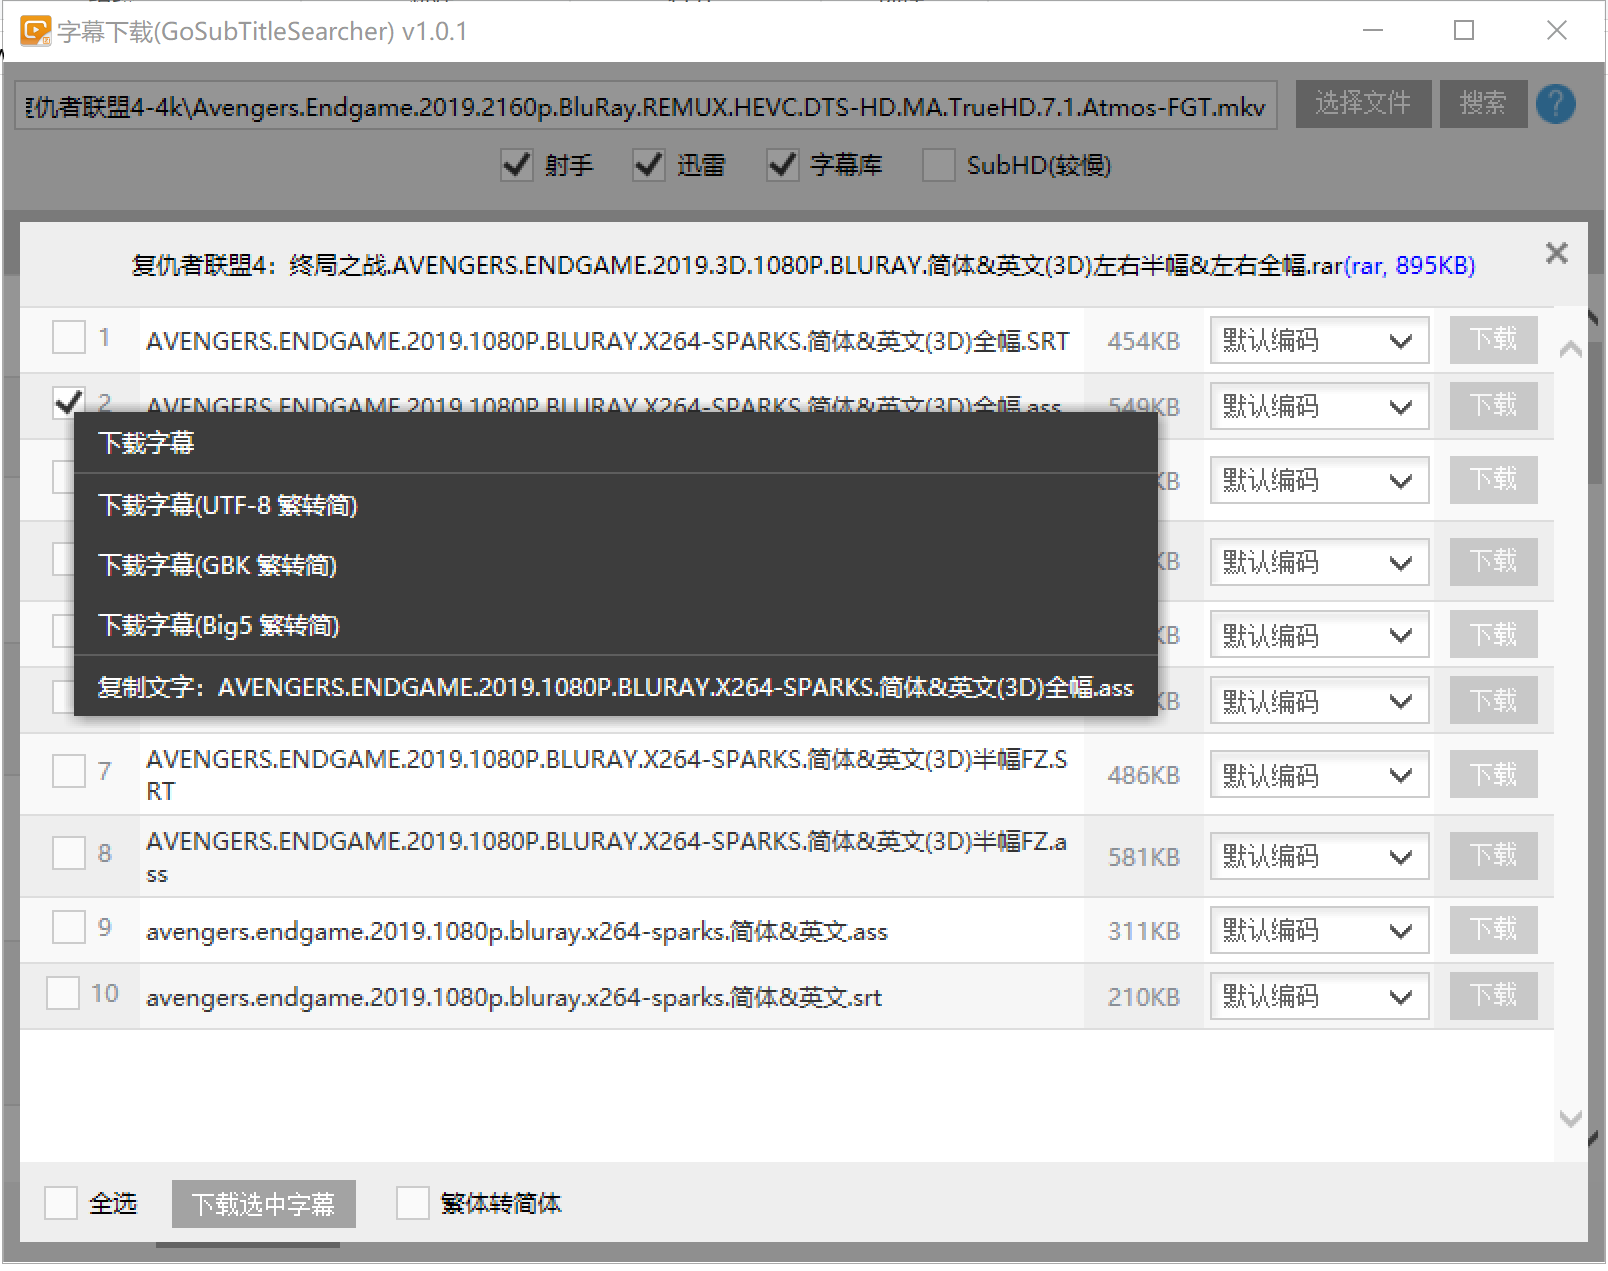 字幕下载(GoSubTitleSearcher) v1.0.1
复仇者联盟4-4k\Avengers.Endgame.2019.2160p.BluRay.REMUX.HEVC.DTS-HD.MA.TrueHD.7.1.Atmos-FGT.mkv 选择文件 搜索 ?
射手 迅雷 字幕库 SubHD(较慢)
复仇者联盟4：终局之战.AVENGERS.ENDGAME.2019.3D.1080P.BLURAY.简体&英文(3D)左右半幅&左右全幅.rar(rar, 895KB)
1 AVENGERS.ENDGAME.2019.1080P.BLURAY.X264-SPARKS.简体&英文(3D)全幅.SRT 454KB 默认编码 下载
2 AVENGERS.ENDGAME.2019.1080P.BLURAY.X264-SPARKS.简体&英文(3D)全幅.ass 549KB 默认编码 下载
下载字幕
KB 默认编码 下载
下载字幕(UTF-8 繁转简)
KB 默认编码 下载
下载字幕(GBK 繁转简)
KB 默认编码 下载
下载字幕(Big5 繁转简)
KB 默认编码 下载
复制文字：AVENGERS.ENDGAME.2019.1080P.BLURAY.X264-SPARKS.简体&英文(3D)全幅.ass
7 AVENGERS.ENDGAME.2019.1080P.BLURAY.X264-SPARKS.简体&英文(3D)半幅FZ.S
RT 486KB 默认编码 下载
8 AVENGERS.ENDGAME.2019.1080P.BLURAY.X264-SPARKS.简体&英文(3D)半幅FZ.a
ss 581KB 默认编码 下载
9 avengers.endgame.2019.1080p.bluray.x264-sparks.简体&英文.ass 311KB 默认编码 下载
10 avengers.endgame.2019.1080p.bluray.x264-sparks.简体&英文.srt 210KB 默认编码 下载
全选 下载选中字幕 繁体转简体